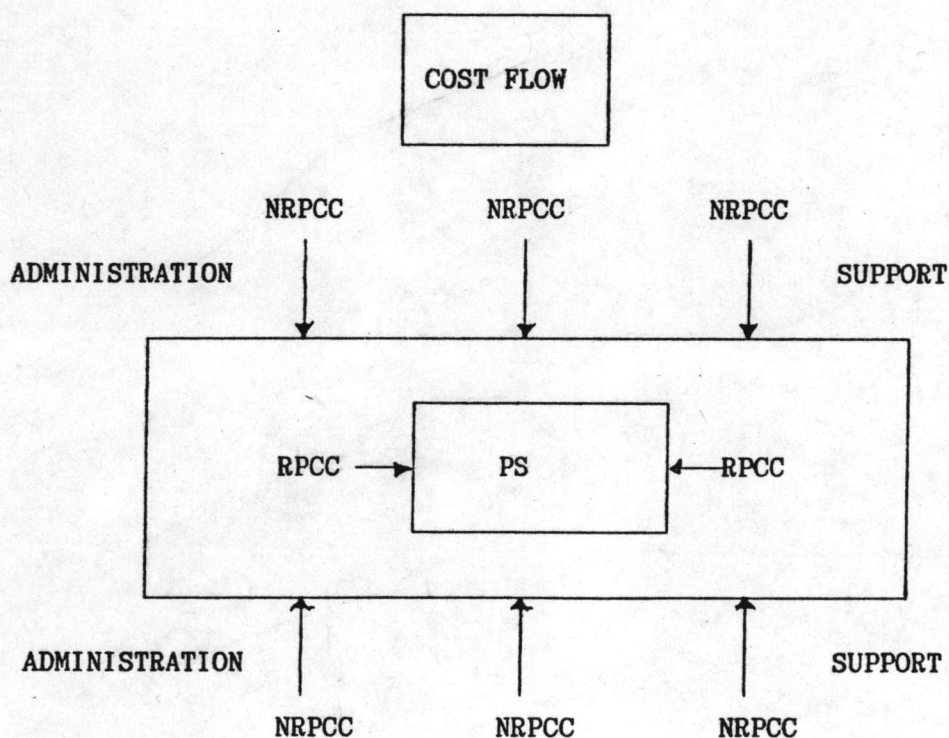 COST FLOW
NRPCC NRPCC NRPCC
ADMINISTRATION SUPPORT
RPCC PS RPCC
ADMINISTRATION SUPPORT
NRPCC NRPCC NRPCC